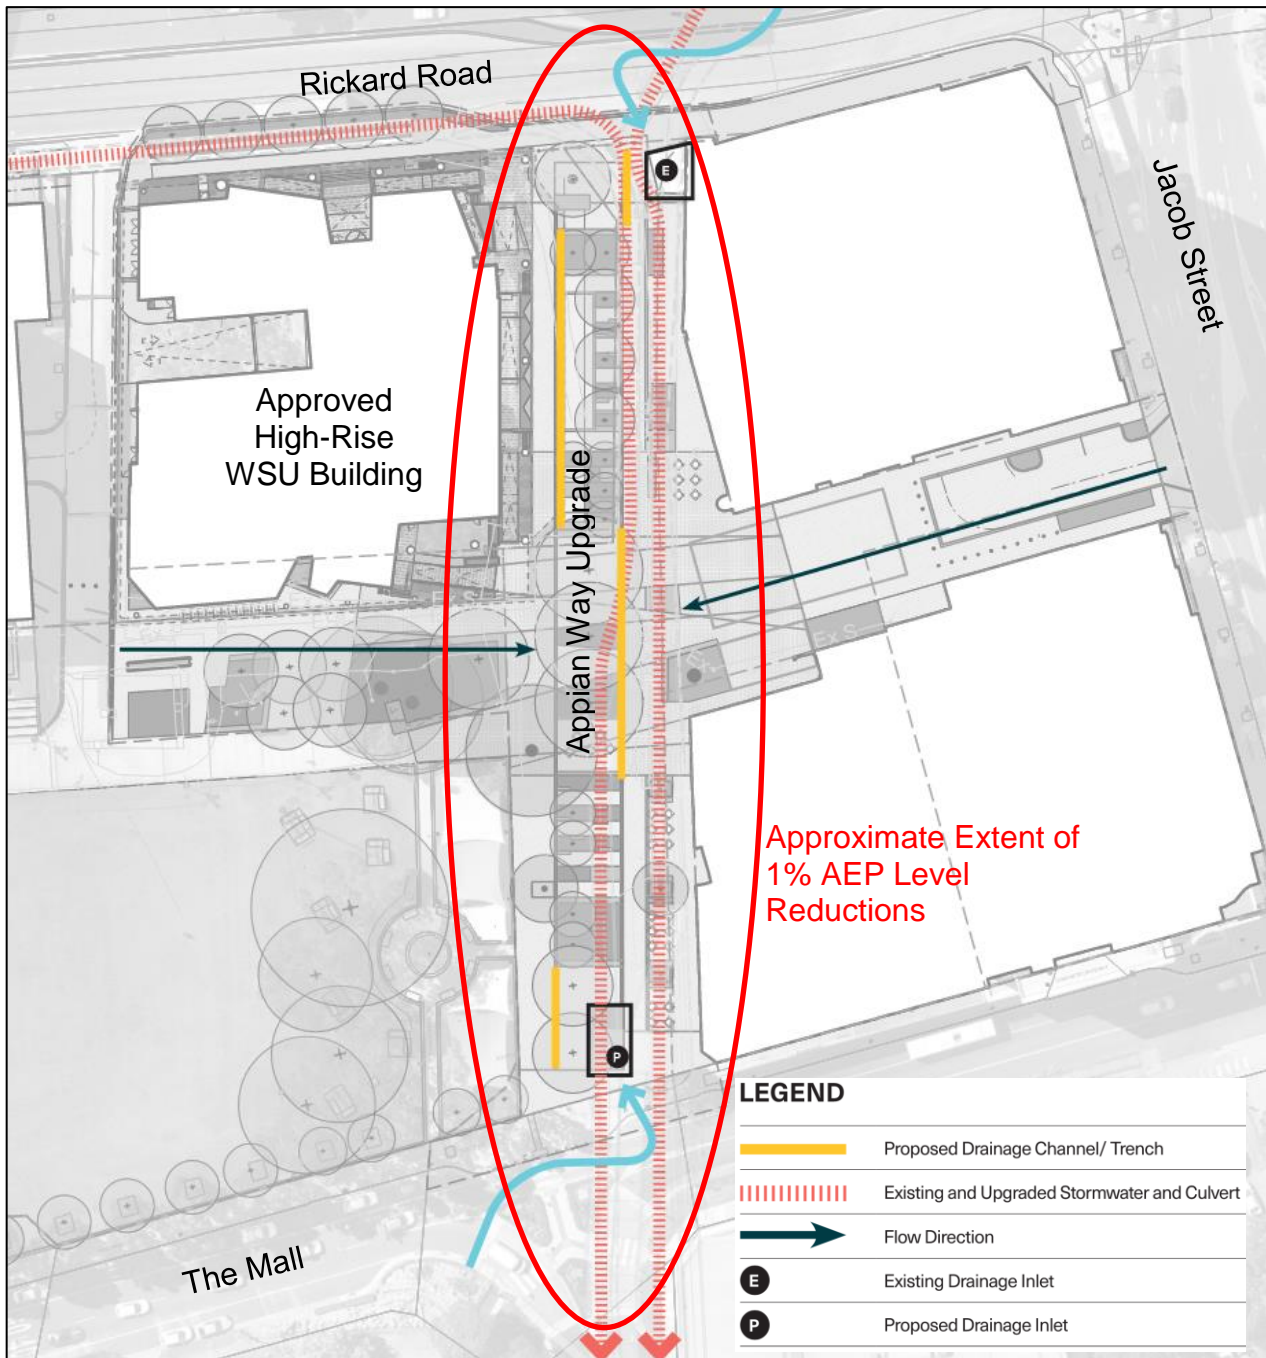 Rickard Road
E
Jacob Street
Approved
High-Rise
WSU Building
Appian Way Upgrade
Ex S
Approximate Extent of
1% AEP Level
Reductions
P
The Mall
LEGEND
Proposed Drainage Channel/ Trench
Existing and Upgraded Stormwater and Culvert
Flow Direction
E
Existing Drainage Inlet
P
Proposed Drainage Inlet